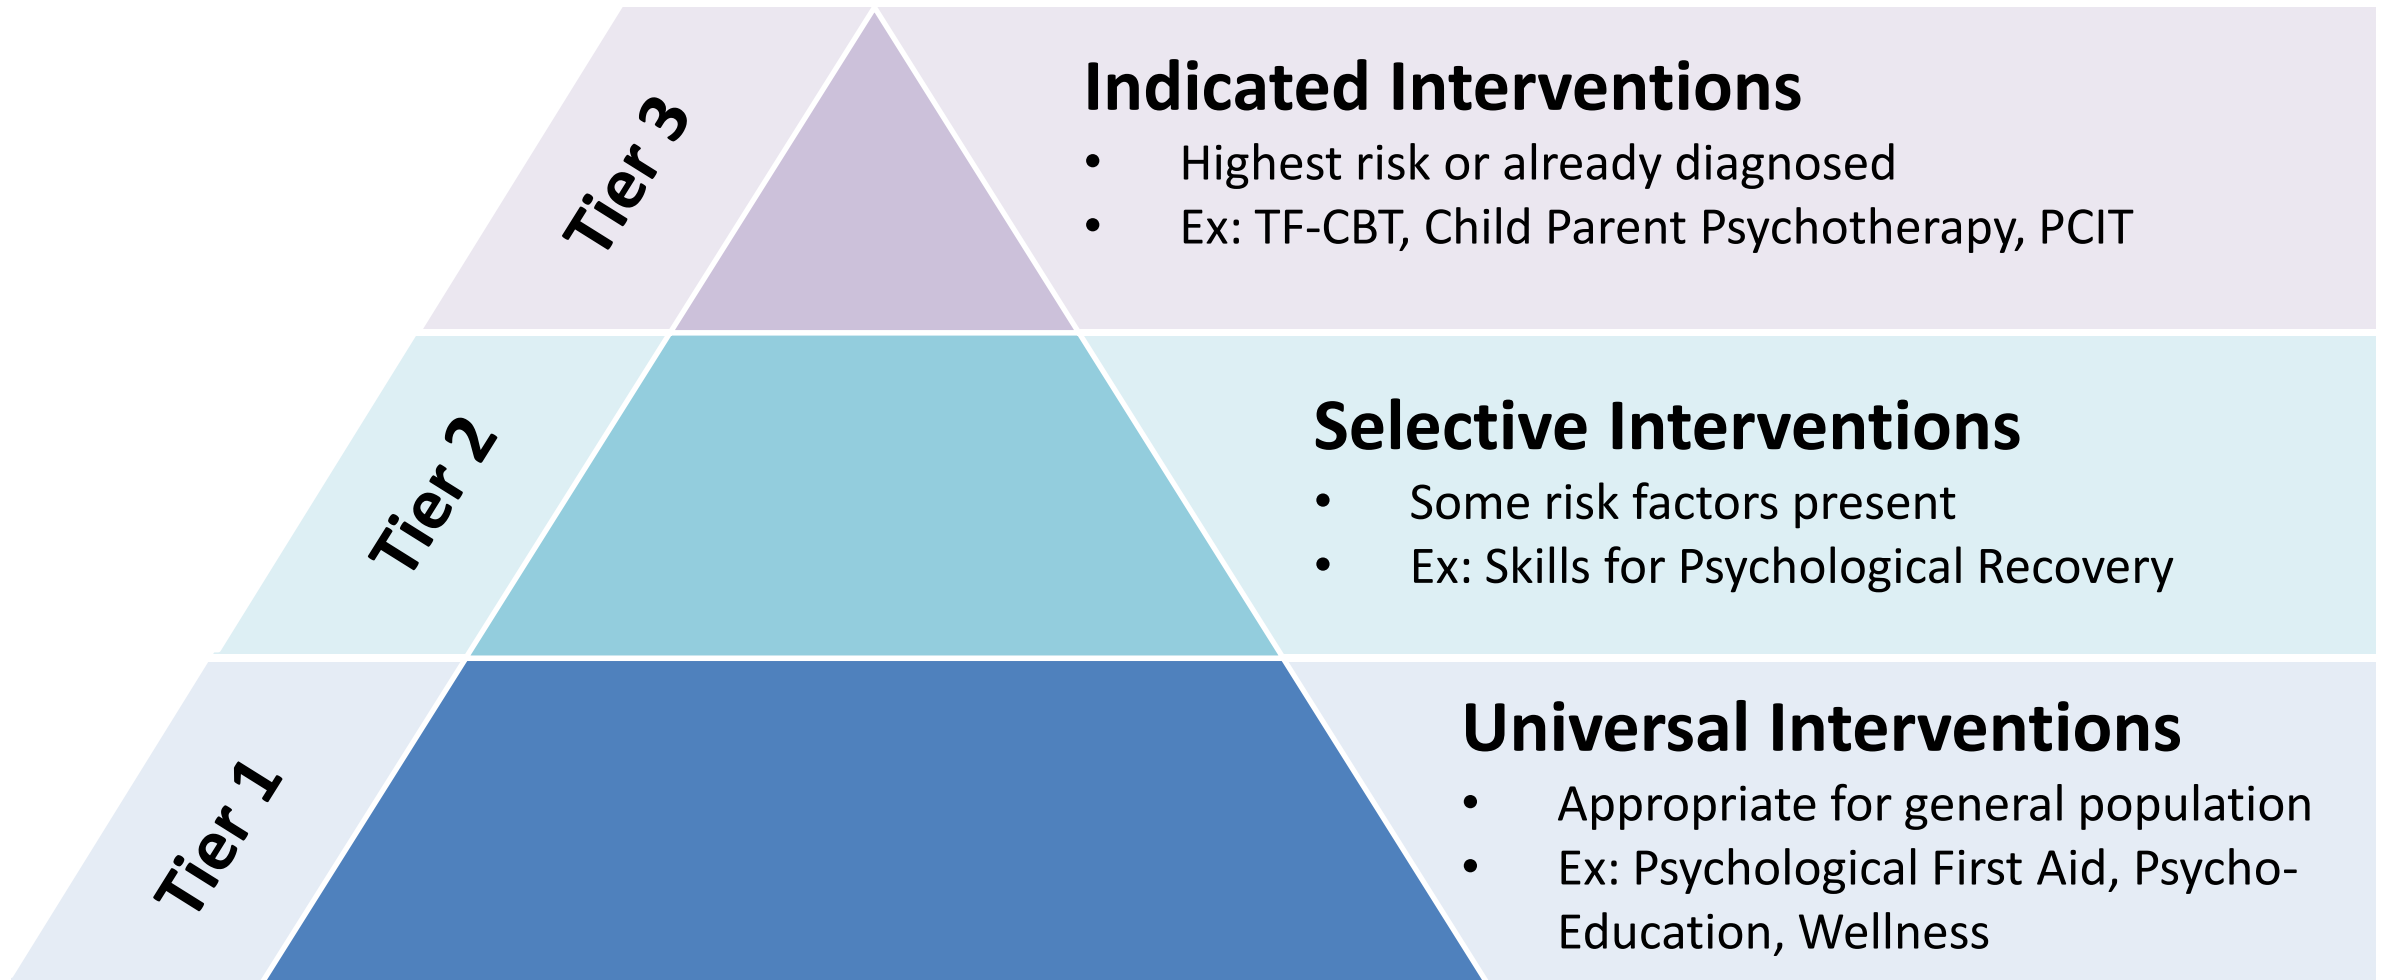 Tier 3
Indicated Interventions
• Highest risk or already diagnosed
• Ex: TF-CBT, Child Parent Psychotherapy, PCIT
Tier 2
Selective Interventions
• Some risk factors present
• Ex: Skills for Psychological Recovery
Tier 1
Universal Interventions
• Appropriate for general population
• Ex: Psychological First Aid, Psycho-
Education, Wellness